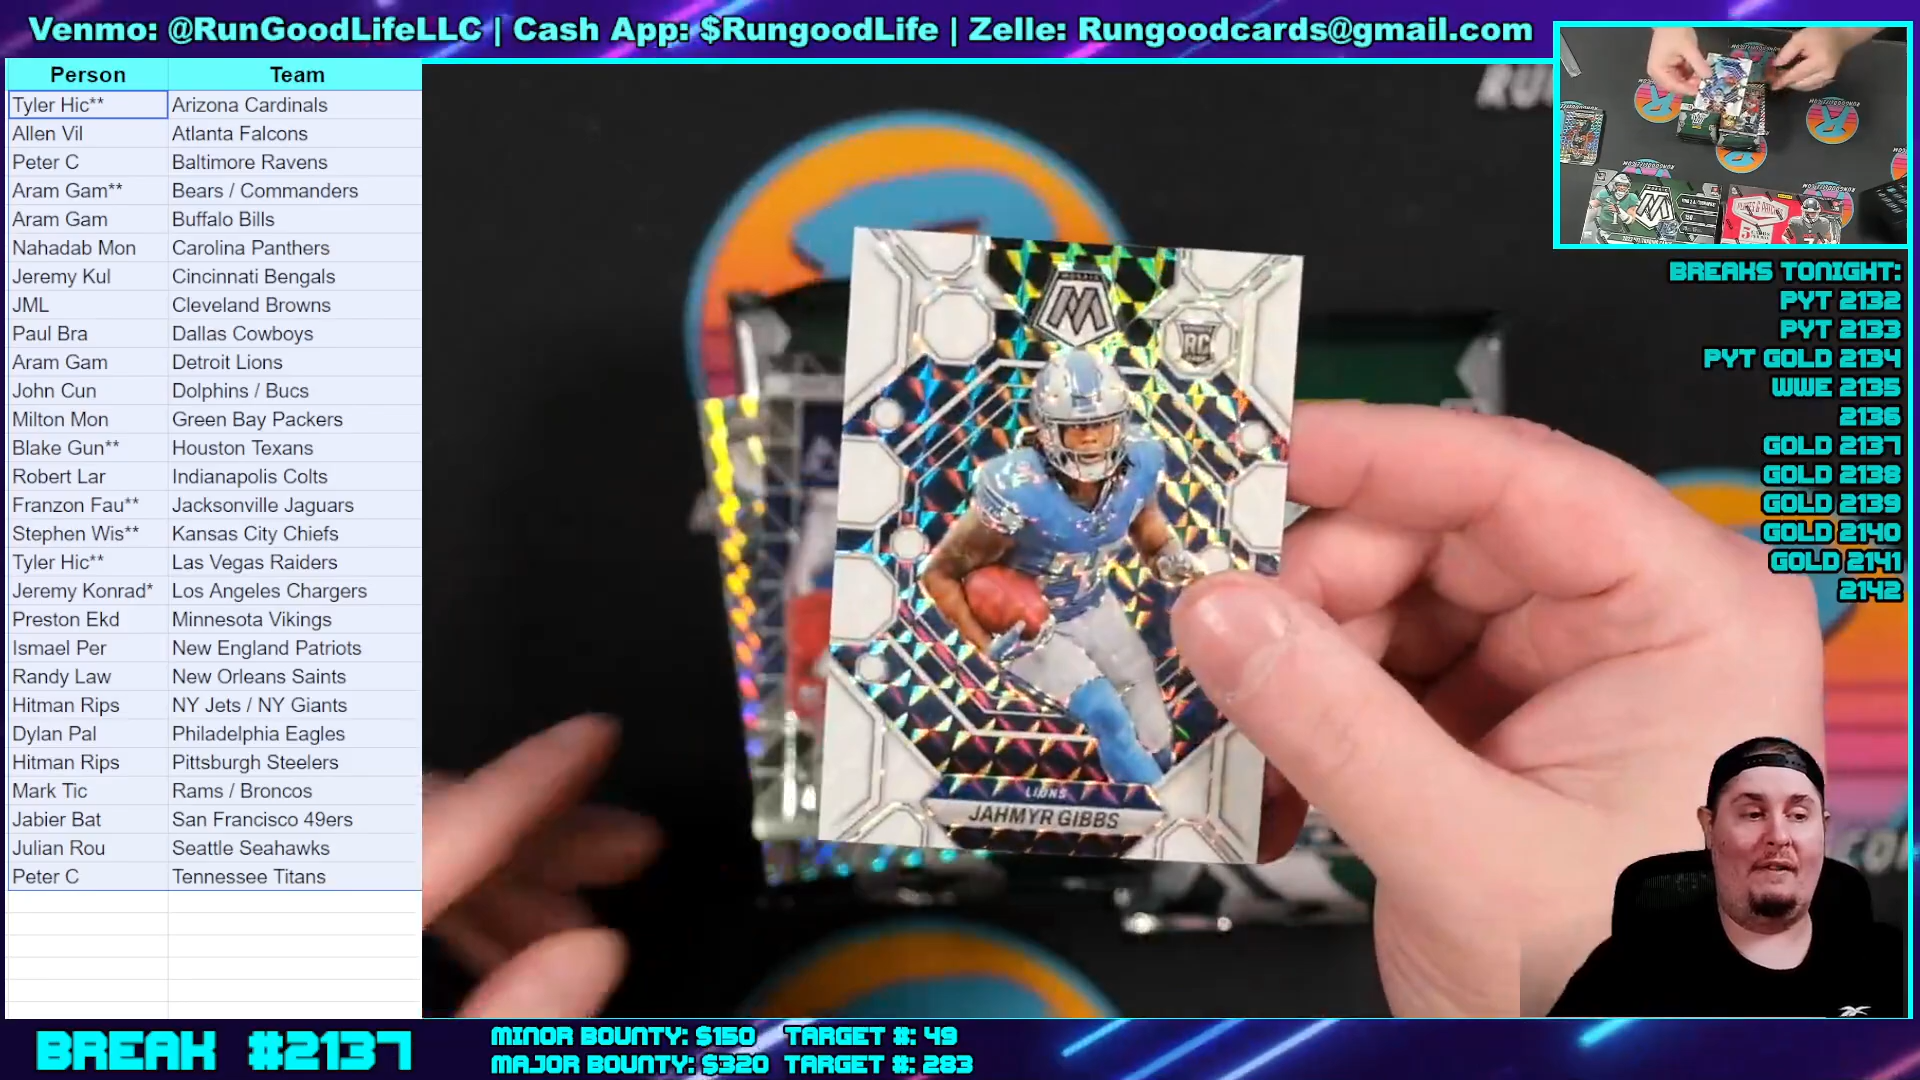 Venmo: @RunGoodLifeLLC | Cash App: $RungoodLife | Zelle: Rungoodcards@gmail.com
Person Team
Tyler Hic** Arizona Cardinals
Allen Vil Atlanta Falcons
Peter C Baltimore Ravens
Aram Gam** Bears / Commanders
Aram Gam Buffalo Bills
Nahadab Mon Carolina Panthers
Jeremy Kul Cincinnati Bengals
JML Cleveland Browns
Paul Bra Dallas Cowboys
Aram Gam Detroit Lions
John Cun Dolphins / Bucs
Milton Mon Green Bay Packers
Blake Gun** Houston Texans
Robert Lar Indianapolis Colts
Franzon Fau** Jacksonville Jaguars
Stephen Wis** Kansas City Chiefs
Tyler Hic** Las Vegas Raiders
Jeremy Konrad* Los Angeles Chargers
Preston Ekd Minnesota Vikings
Ismael Per New England Patriots
Randy Law New Orleans Saints
Hitman Rips NY Jets / NY Giants
Dylan Pal Philadelphia Eagles
Hitman Rips Pittsburgh Steelers
Mark Tic Rams / Broncos
Jabier Bat San Francisco 49ers
Julian Rou Seattle Seahawks
Peter C Tennessee Titans
MOSAIC
RC
LIONS
JAHMYR GIBBS
BREAKS TONIGHT:
PYT 2132
PYT 2133
PYT GOLD 2134
WWE 2135
2136
GOLD 2137
GOLD 2138
GOLD 2139
GOLD 2140
GOLD 2141
2142
BREAK #2137
MINOR BOUNTY: $150 TARGET #: 49
MAJOR BOUNTY: $320 TARGET #: 283